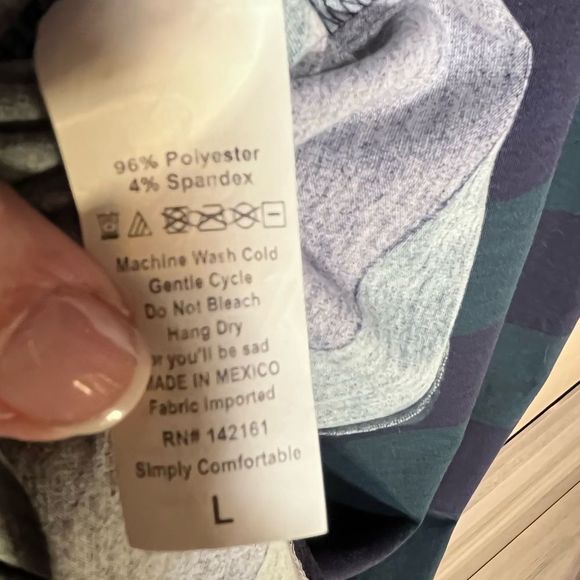 96% Polyester
4% Spandex
Machine Wash Cold
Gentle Cycle
Do Not Bleach
Hang Dry
you'll be sad
MADE IN MEXICO
Fabric Imported
RN# 142161
Simply Comfortable
L